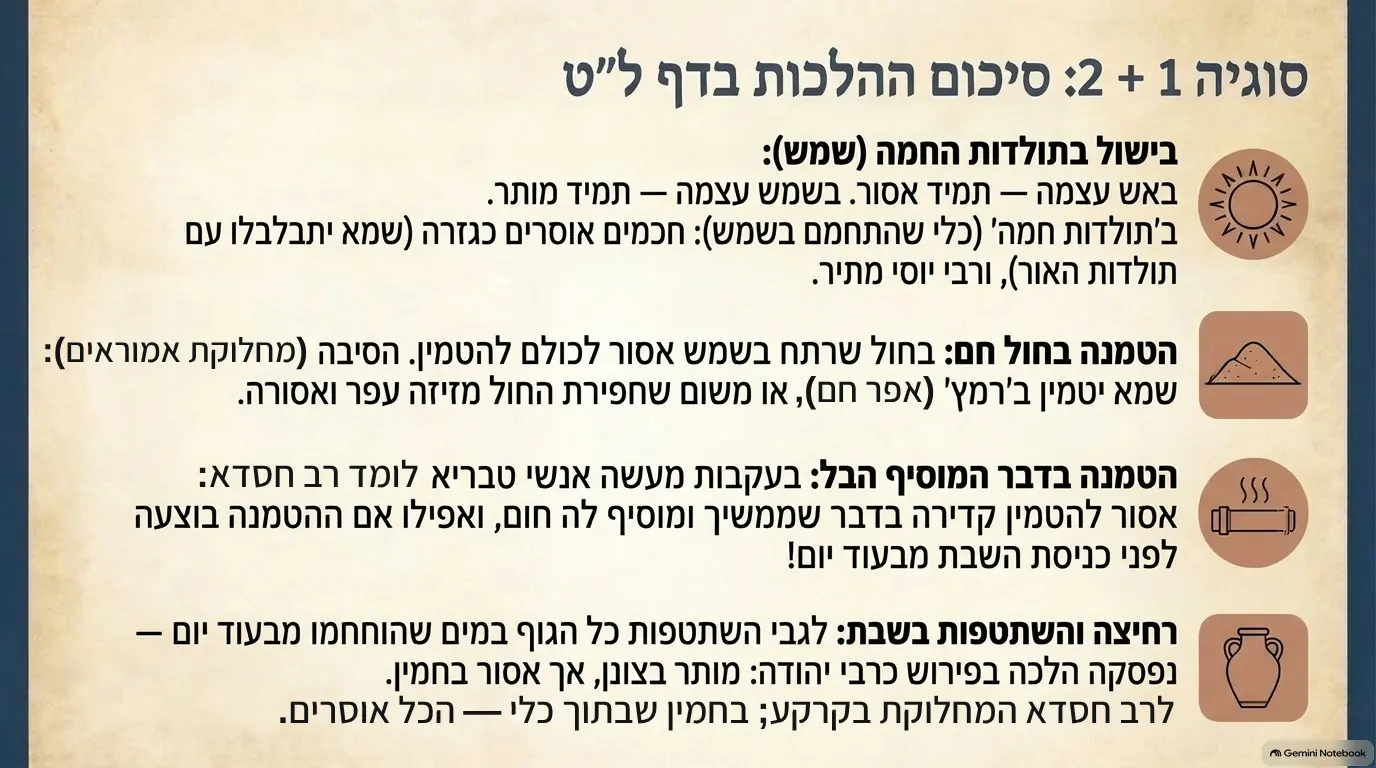 סוגיה 1 + 2: סיכום ההלכות בדף ל"ט
בישול בתולדות החמה (שמש):
באש עצמה — תמיד אסור. בשמש עצמה — תמיד מותר.
ב'תולדות חמה' (כלי שהתחמם בשמש): חכמים אוסרים כגזרה (שמא יתבלבלו עם
תולדות האור), ורבי יוסי מתיר.
הטמנה בחול חם: בחול שרתח בשמש אסור לכולם להטמין. הסיבה (מחלוקת אמוראים):
שמא יטמין ב'רמץ' (אפר חם), או משום שחפירת החול מזיזה עפר ואסורה.
הטמנה בדבר המוסיף הבל: בעקבות מעשה אנשי טבריא לומד רב חסדא:
אסור להטמין קדירה בדבר שממשיך ומוסיף לה חום, ואפילו אם ההטמנה בוצעה
לפני כניסת השבת מבעוד יום!
רחיצה והשתטפות בשבת: לגבי השתטפות כל הגוף במים שהוחממו מבעוד יום —
נפסקה הלכה בפירוש כרבי יהודה: מותר בצונן, אך אסור בחמין.
לרב חסדא המחלוקת בקרקע; בחמין שבתוך כלי — הכל אוסרים.
Gemini Notebook